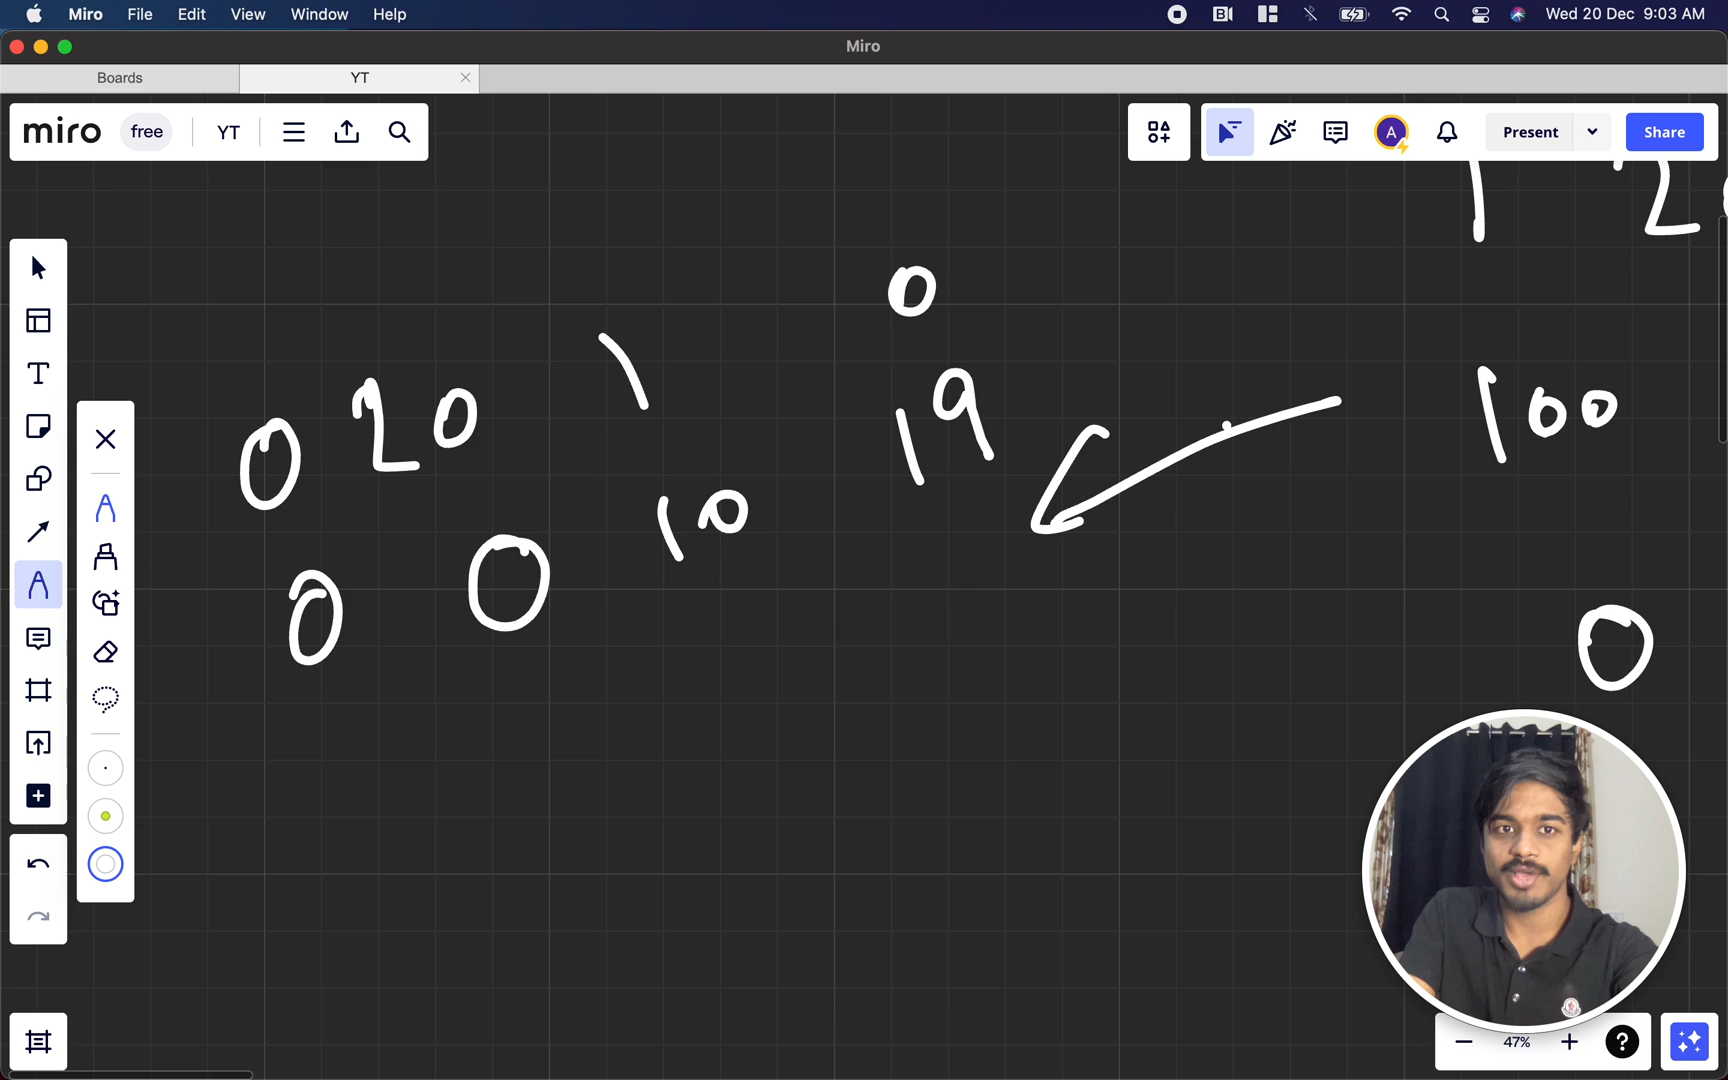 Miro File Edit View Window Help Wed 20 Dec 9:03 AM
Miro
Boards YT
miro free YT Present Share
1 2
0
1
0 20 19 100
10
0 0
0
47%